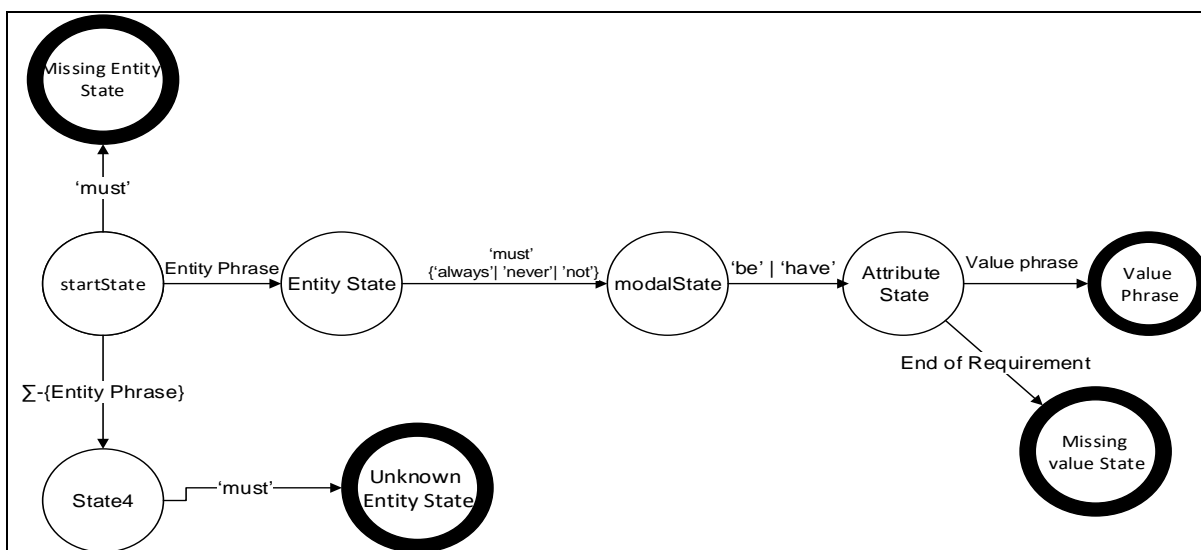 Missing Entity
State
‘must’
startState
Entity Phrase
Entity State
‘must’
{‘always’| ’never’| ’not’}
modalState
‘be’ | ‘have’
Attribute
State
Value phrase
Value
Phrase
End of Requirement
Missing
value State
∑-{Entity Phrase}
State4
‘must’
Unknown
Entity State